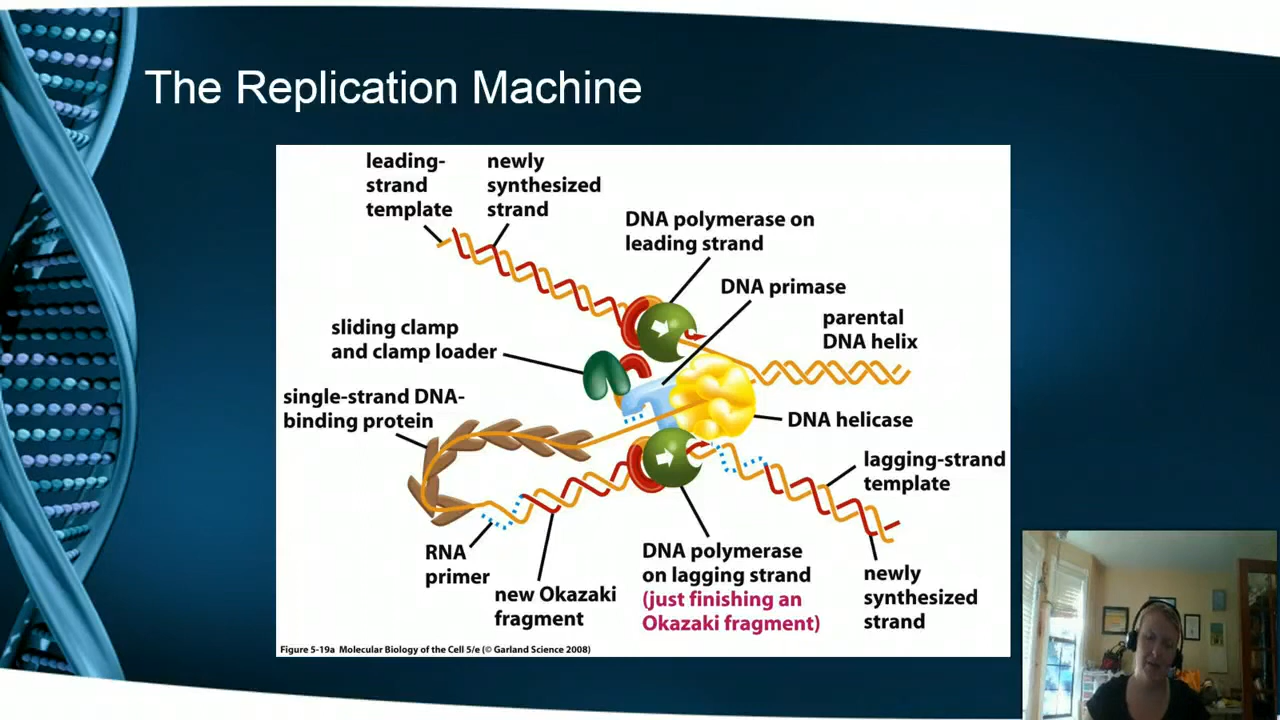 The Replication Machine
leading-
strand
template
newly
synthesized
strand
DNA polymerase on
leading strand
DNA primase
parental
DNA helix
sliding clamp
and clamp loader
single-strand DNA-
binding protein
DNA helicase
lagging-strand
template
RNA
primer
new Okazaki
fragment
DNA polymerase
on lagging strand
(just finishing an
Okazaki fragment)
newly
synthesized
strand
Figure 5-19a Molecular Biology of the Cell 5/e (© Garland Science 2008)